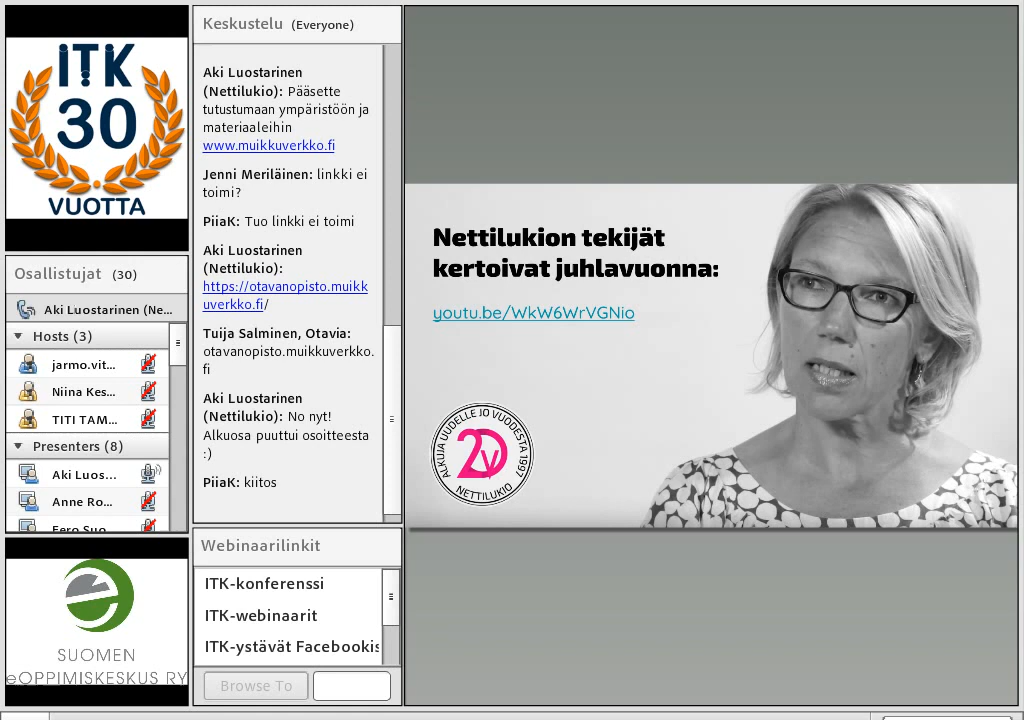 ITK
30
VUOTTA
Osallistujat (30)
Aki Luostarinen (Ne...
Hosts (3)
jarmo.vit...
Niina Kes...
TITI TAM...
Presenters (8)
Aki Luos...
Anne Ro...
Eero Suo
SUOMEN
eOPPIMISKESKUS RY
Keskustelu (Everyone)
Aki Luostarinen
(Nettilukio): Pääsette
tutustumaan ympäristöön ja
materiaaleihin
www.muikkuverkko.fi
Jenni Meriläinen: linkki ei
toimi?
PiiaK: Tuo linkki ei toimi
Aki Luostarinen
(Nettilukio):
https://otavanopisto.muikk
uverkko.fi/
Tuija Salminen, Otavia:
otavanopisto.muikkuverkko.
fi
Aki Luostarinen
(Nettilukio): No nyt!
Alkuosa puuttui osoitteesta
:)
PiiaK: kiitos
Webinaarilinkit
ITK-konferenssi
ITK-webinaarit
ITK-ystävät Facebookis
Browse To
Nettilukion tekijät
kertoivat juhlavuonna:
youtu.be/WkW6WrVGNio
ALKUJA UUDELLE JO VUODESTA 1997
20v
NETTILUKIO